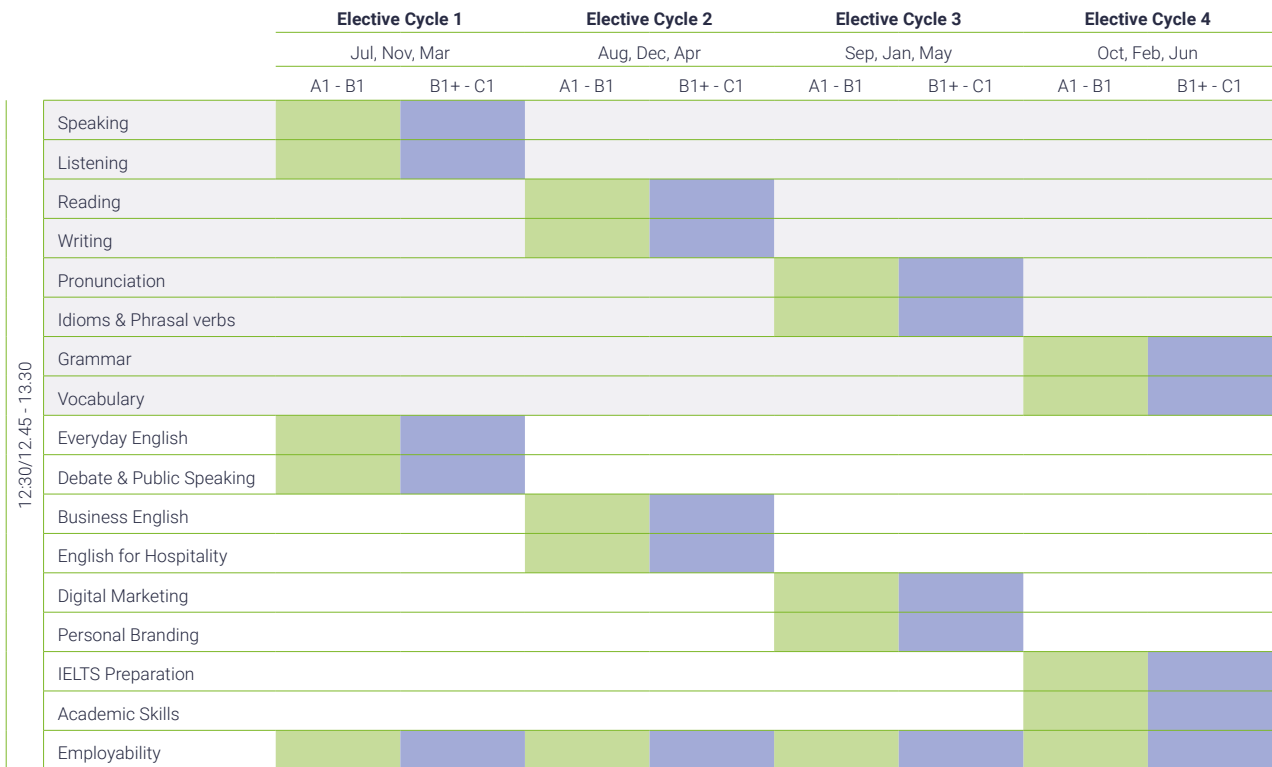 Elective Cycle 1 Elective Cycle 2 Elective Cycle 3 Elective Cycle 4
Jul, Nov, Mar Aug, Dec, Apr Sep, Jan, May Oct, Feb, Jun
A1 - B1 B1+ - C1 A1 - B1 B1+ - C1 A1 - B1 B1+ - C1 A1 - B1 B1+ - C1
12:30/12.45 - 13.30
Speaking
Listening
Reading
Writing
Pronunciation
Idioms & Phrasal verbs
Grammar
Vocabulary
Everyday English
Debate & Public Speaking
Business English
English for Hospitality
Digital Marketing
Personal Branding
IELTS Preparation
Academic Skills
Employability